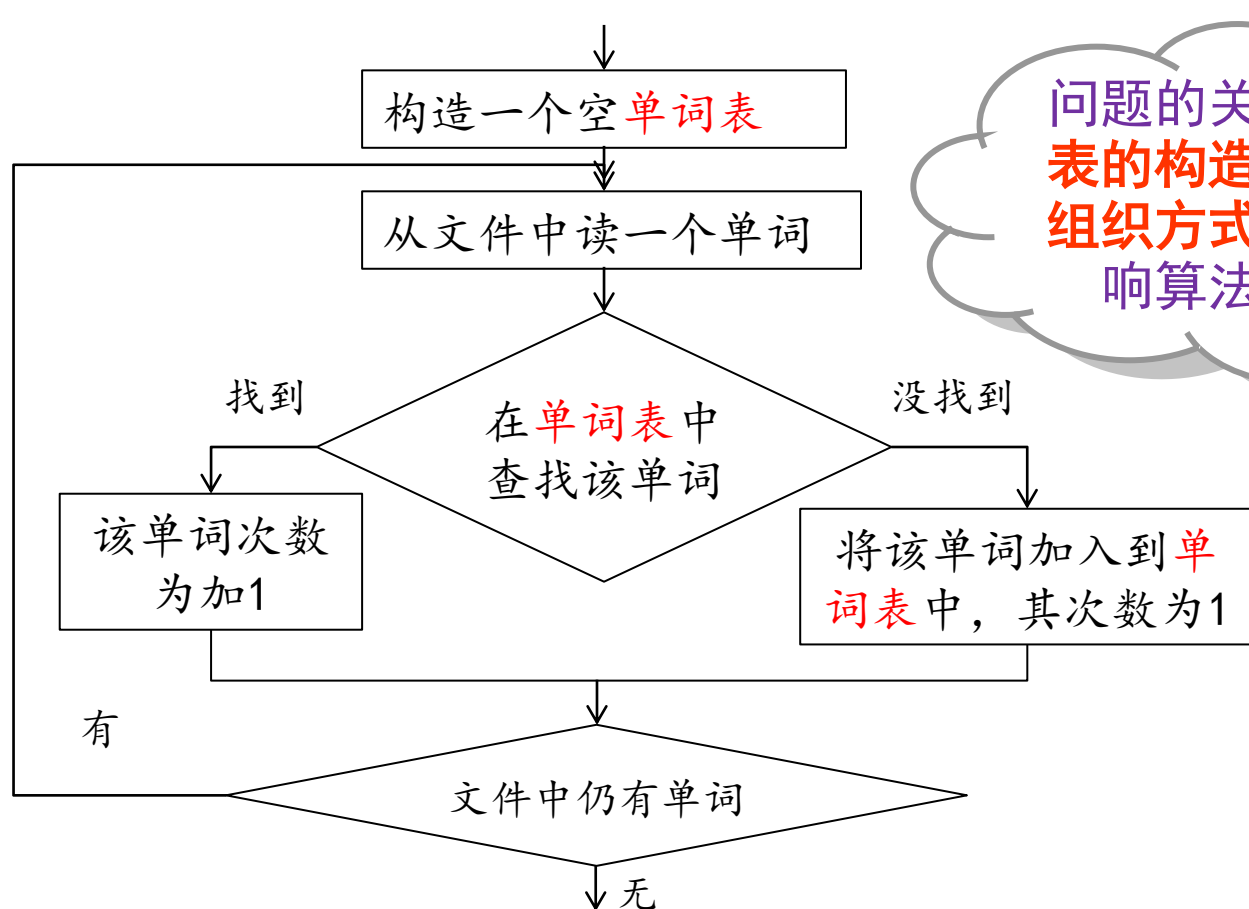 构造一个空单词表
从文件中读一个单词
问题的关
表的构造
组织方式
响算法
找到
没找到
在单词表中
查找该单词
该单词次数
为加1
将该单词加入到单
词表中，其次数为1
有
文件中仍有单词
无